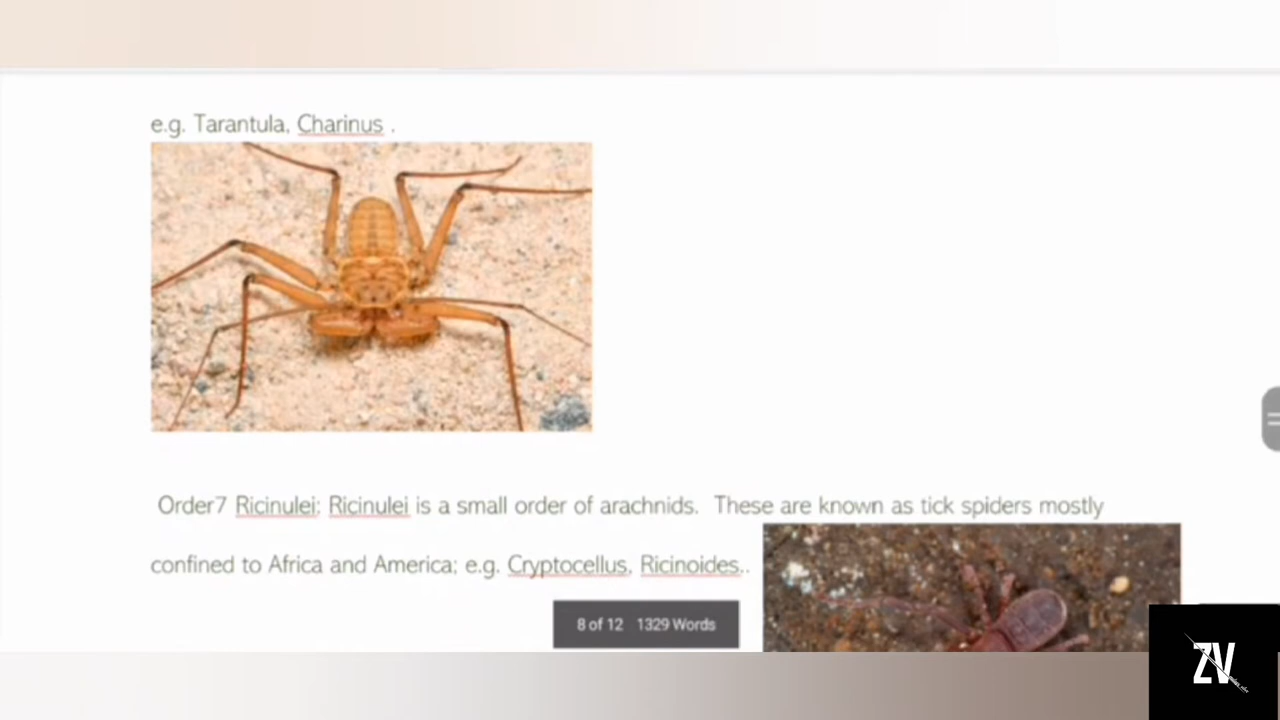 e.g. Tarantula, Charinus .
Order7 Ricinulei: Ricinulei is a small order of arachnids. These are known as tick spiders mostly
confined to Africa and America; e.g. Cryptocellus, Ricinoides..
8 of 12 1329 Words
ZV